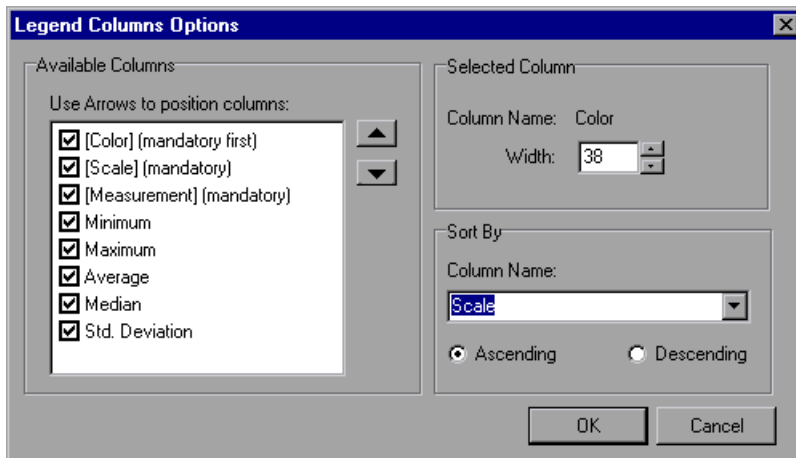 Legend Columns Options
Available Columns
Use Arrows to position columns:
[Color] (mandatory first)
[Scale] (mandatory)
[Measurement] (mandatory)
Minimum
Maximum
Average
Median
Std. Deviation
Selected Column
Column Name: Color
Width: 38
Sort By
Column Name:
Scale
Ascending Descending
OK Cancel